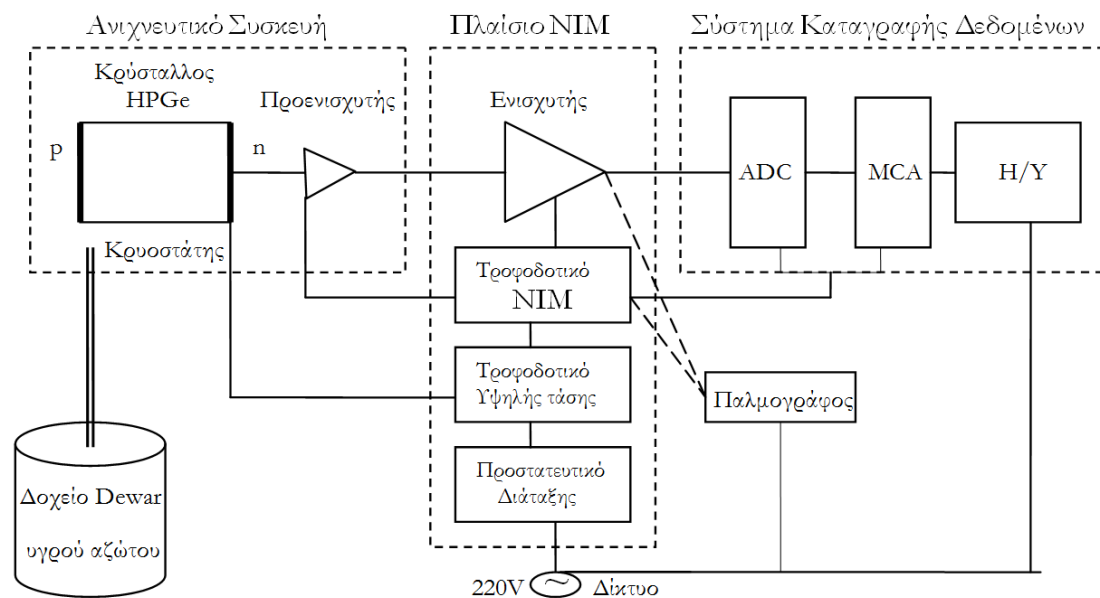 Ανιχνευτικό Συσκευή
Πλαίσιο NIM
Σύστημα Καταγραφής Δεδομένων
Κρύσταλλος
HPGe
Προενισχυτής
Ενισχυτής
p
n
ADC
MCA
Η/Υ
Κρυοστάτης
Τροφοδοτικό
NIM
Τροφοδοτικό
Υψηλής τάσης
Παλμογράφος
Προστατευτικό
Διάταξης
Δοχείο Dewar
υγρού αζώτου
220V ~ Δίκτυο